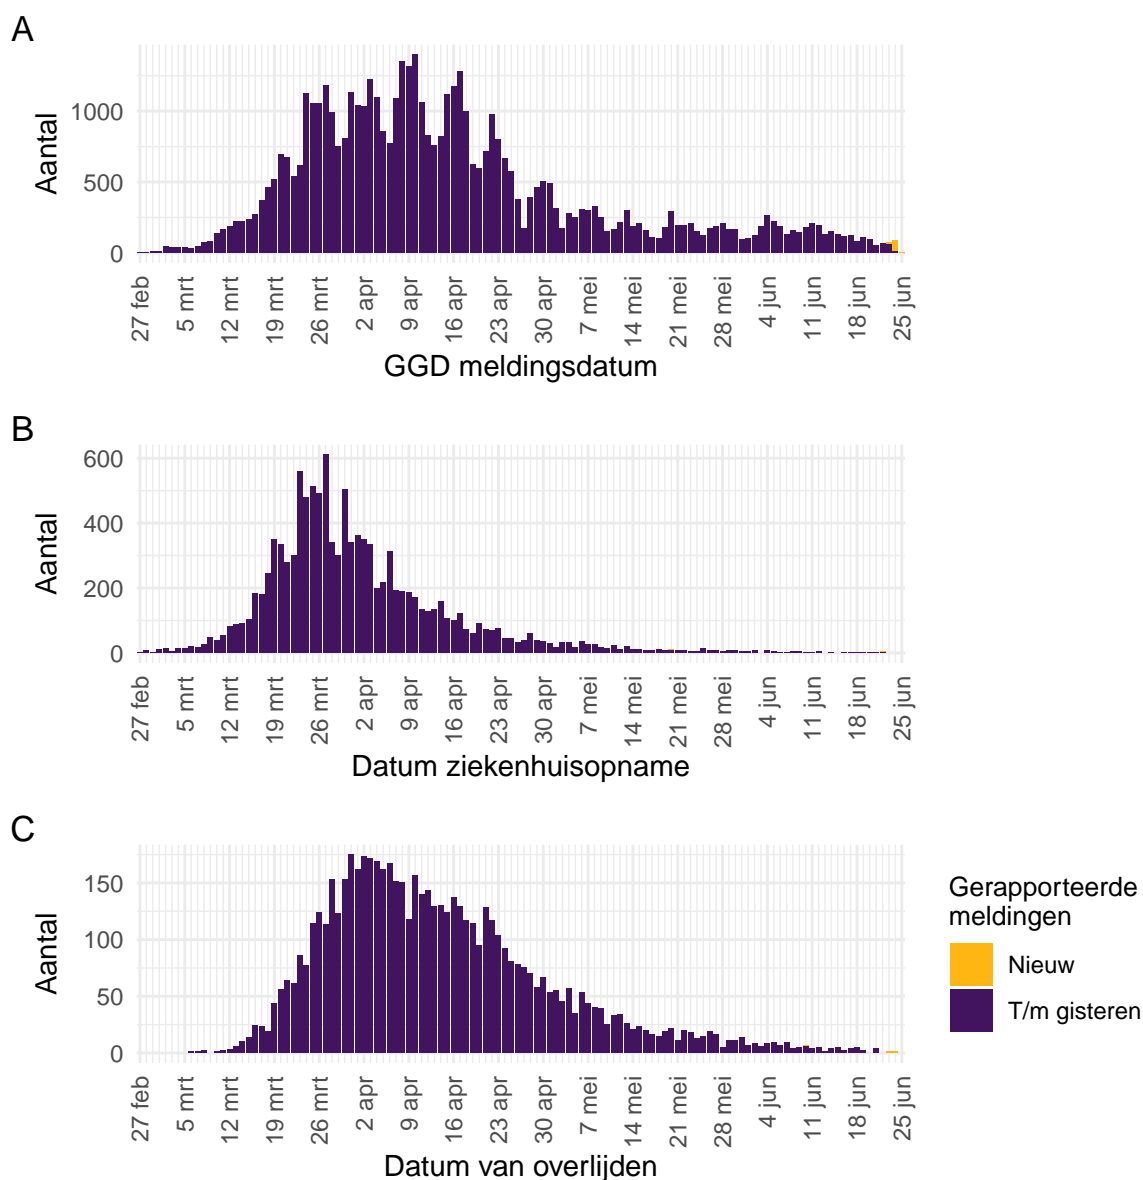 A
Aantal
1000
500
0
27 feb
5 mrt
12 mrt
19 mrt
26 mrt
2 apr
9 apr
16 apr
23 apr
30 apr
7 mei
14 mei
21 mei
28 mei
4 jun
11 jun
18 jun
25 jun
GGD meldingsdatum
B
Aantal
600
400
200
0
27 feb
5 mrt
12 mrt
19 mrt
26 mrt
2 apr
9 apr
16 apr
23 apr
30 apr
7 mei
14 mei
21 mei
28 mei
4 jun
11 jun
18 jun
25 jun
Datum ziekenhuisopname
C
Aantal
150
100
50
0
27 feb
5 mrt
12 mrt
19 mrt
26 mrt
2 apr
9 apr
16 apr
23 apr
30 apr
7 mei
14 mei
21 mei
28 mei
4 jun
11 jun
18 jun
25 jun
Datum van overlijden
Gerapporteerde
meldingen
Nieuw
T/m gisteren